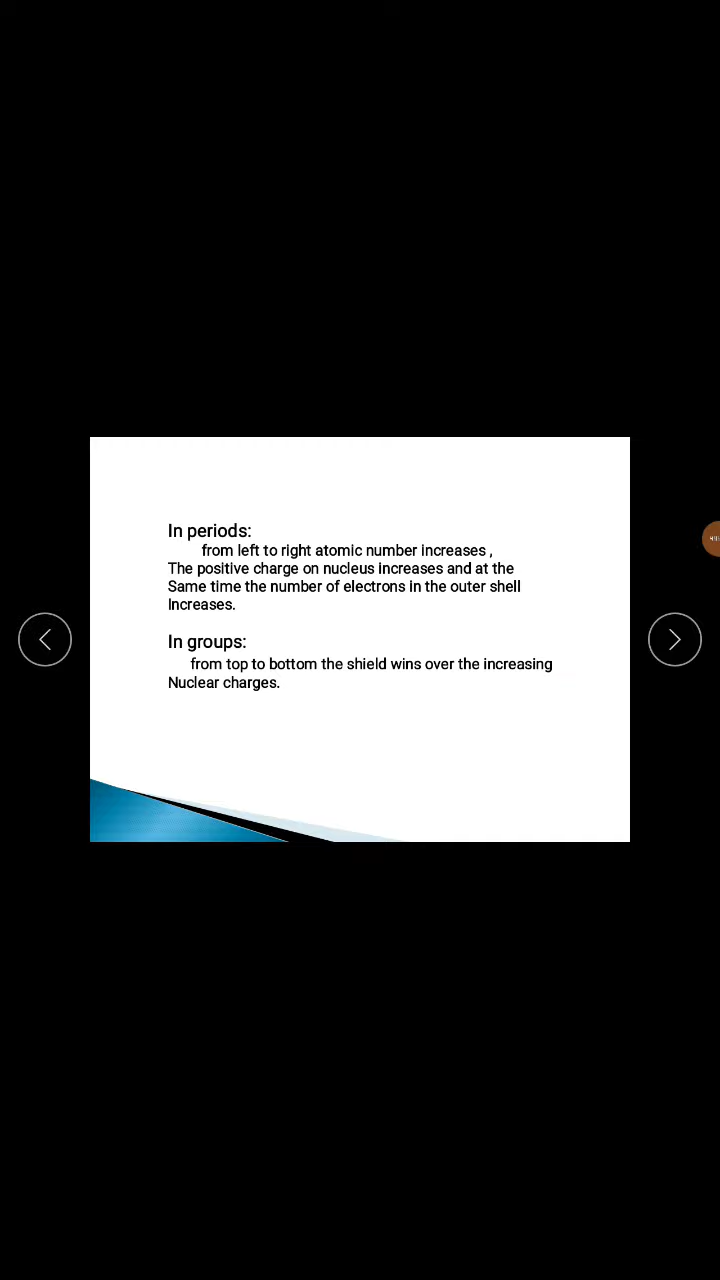 In periods:
from left to right atomic number increases ,
The positive charge on nucleus increases and at the
Same time the number of electrons in the outer shell
Increases.
In groups:
from top to bottom the shield wins over the increasing
Nuclear charges.